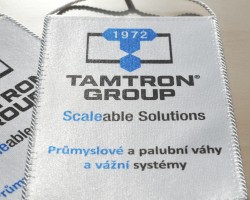 1972
TAMTRON®
GROUP
Scaleable Solutions
Průmyslové a palubní váhy
a vážní systémy